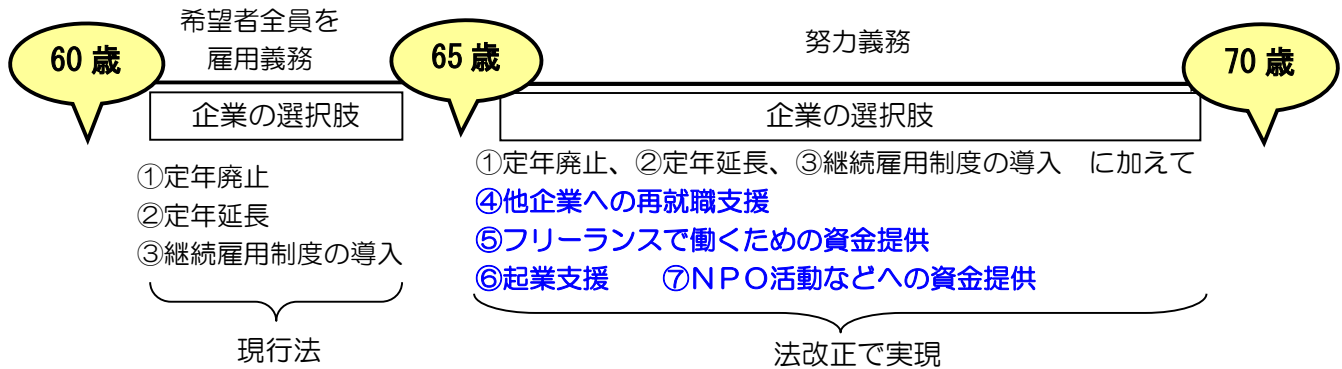 希望者全員を
雇用義務
努力義務
60歳
65歳
70歳
企業の選択肢
企業の選択肢
①定年廃止
②定年延長
③継続雇用制度の導入
①定年廃止、②定年延長、③継続雇用制度の導入　に加えて
④他企業への再就職支援
⑤フリーランスで働くための資金提供
⑥起業支援　　⑦ＮＰＯ活動などへの資金提供
現行法
法改正で実現